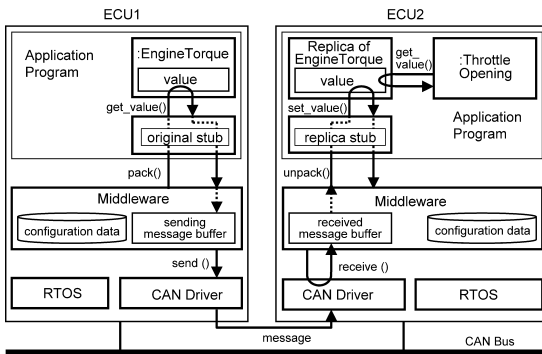 ECU1
Application
Program
:EngineTorque
value
get_value()
original stub
pack()
Middleware
configuration data
sending
message buffer
send ()
RTOS
CAN Driver
ECU2
Replica of
EngineTorque
value
get_
value()
:Throttle
Opening
set_value()
replica stub
Application
Program
unpack()
Middleware
received
message buffer
configuration data
receive ()
CAN Driver
RTOS
message
CAN Bus